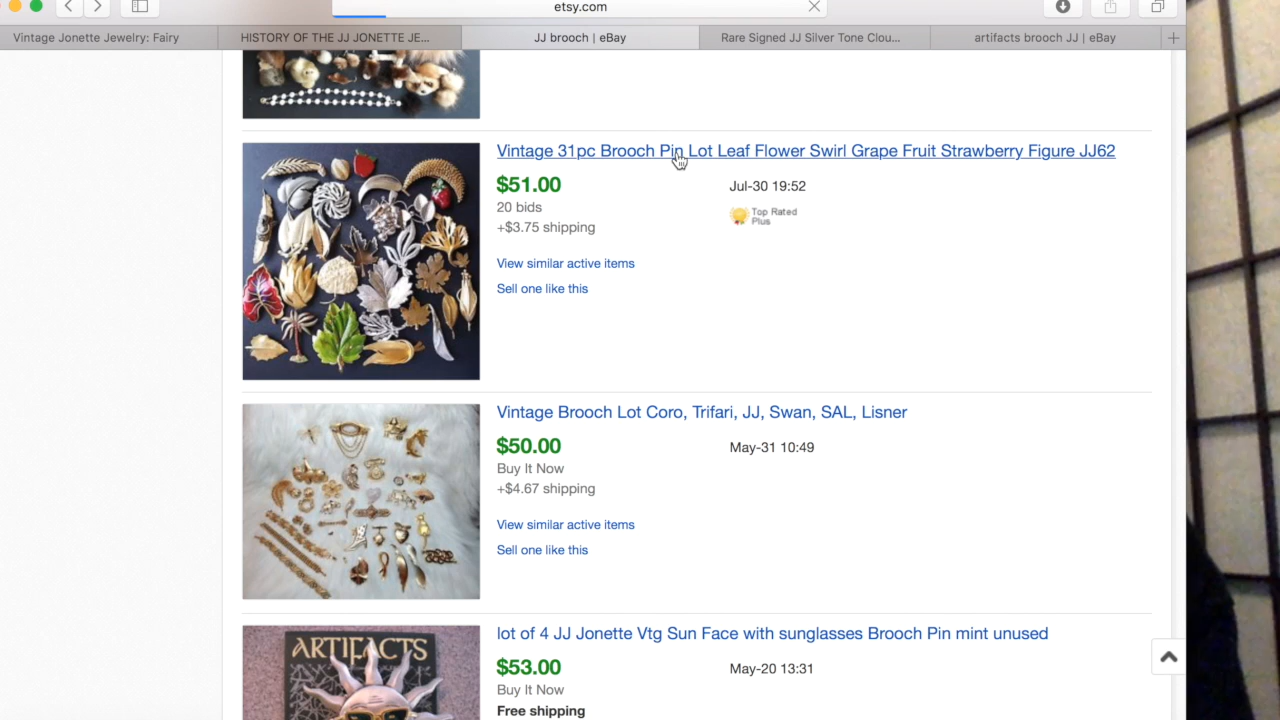 etsy.com
Vintage Jonette Jewelry: Fairy
HISTORY OF THE JJ JONETTE JE...
JJ brooch | eBay
Rare Signed JJ Silver Tone Clou...
artifacts brooch JJ | eBay
Vintage 31pc Brooch Pin Lot Leaf Flower Swirl Grape Fruit Strawberry Figure JJ62
$51.00
Jul-30 19:52
20 bids
Top Rated
Plus
+$3.75 shipping
View similar active items
Sell one like this
Vintage Brooch Lot Coro, Trifari, JJ, Swan, SAL, Lisner
$50.00
May-31 10:49
Buy It Now
+$4.67 shipping
View similar active items
Sell one like this
lot of 4 JJ Jonette Vtg Sun Face with sunglasses Brooch Pin mint unused
ARTIFACTS
$53.00
May-20 13:31
Buy It Now
Free shipping